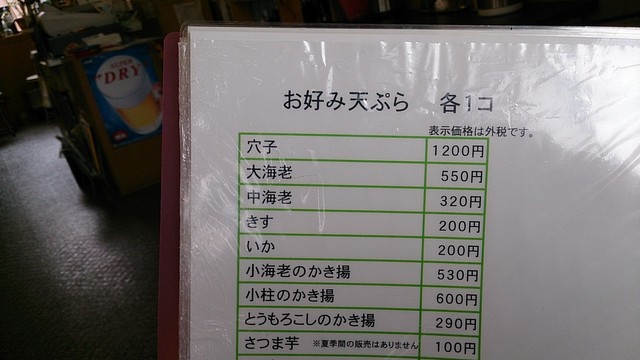 SUPER
"DRY
お好み天ぷら　各1コ
表示価格は外税です。
穴子 1200円
大海老 550円
中海老 320円
きす 200円
いか 200円
小海老のかき揚 530円
小柱のかき揚 600円
とうもろこしのかき揚 290円
さつま芋 ※夏季間の販売はありません 100円